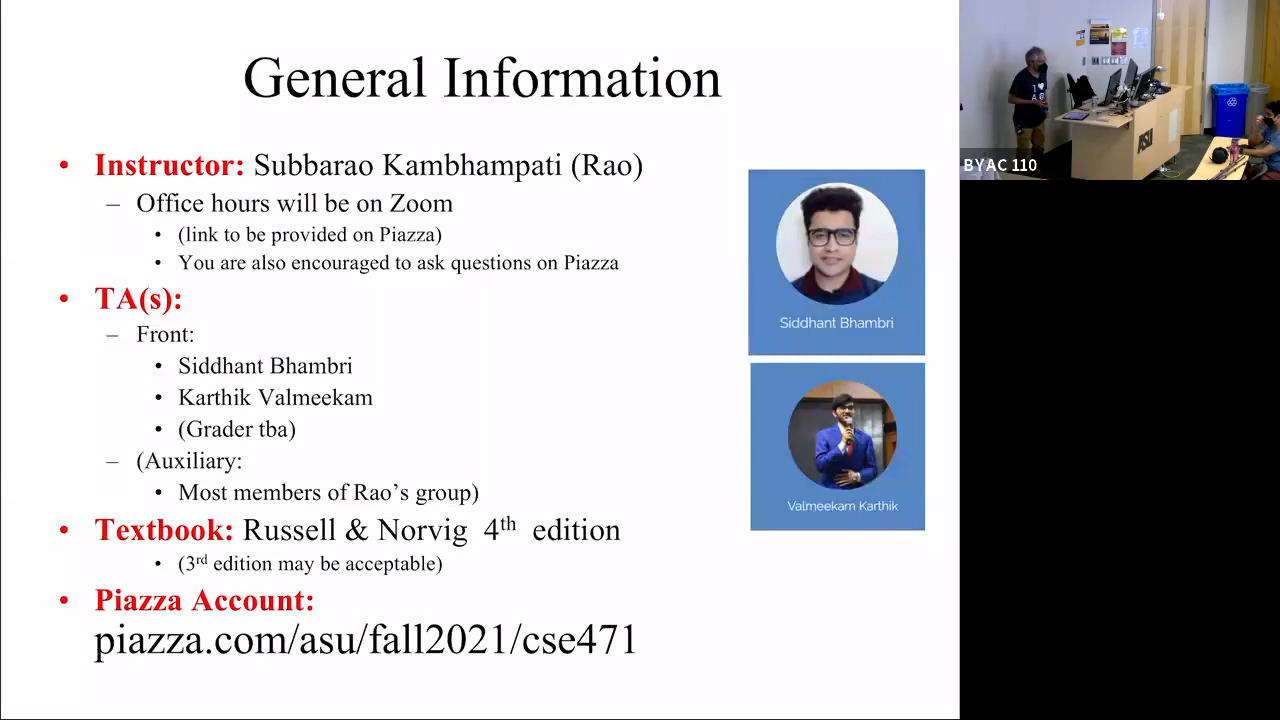 General Information
• Instructor: Subbarao Kambhampati (Rao)
– Office hours will be on Zoom
• (link to be provided on Piazza)
• You are also encouraged to ask questions on Piazza
• TA(s):
– Front:
• Siddhant Bhambri
• Karthik Valmeekam
• (Grader tba)
– (Auxiliary:
• Most members of Rao's group)
• Textbook: Russell & Norvig 4th edition
• (3rd edition may be acceptable)
• Piazza Account:
piazza.com/asu/fall2021/cse471
Siddhant Bhambri
Valmeekam Karthik
BYAC 110
ASU